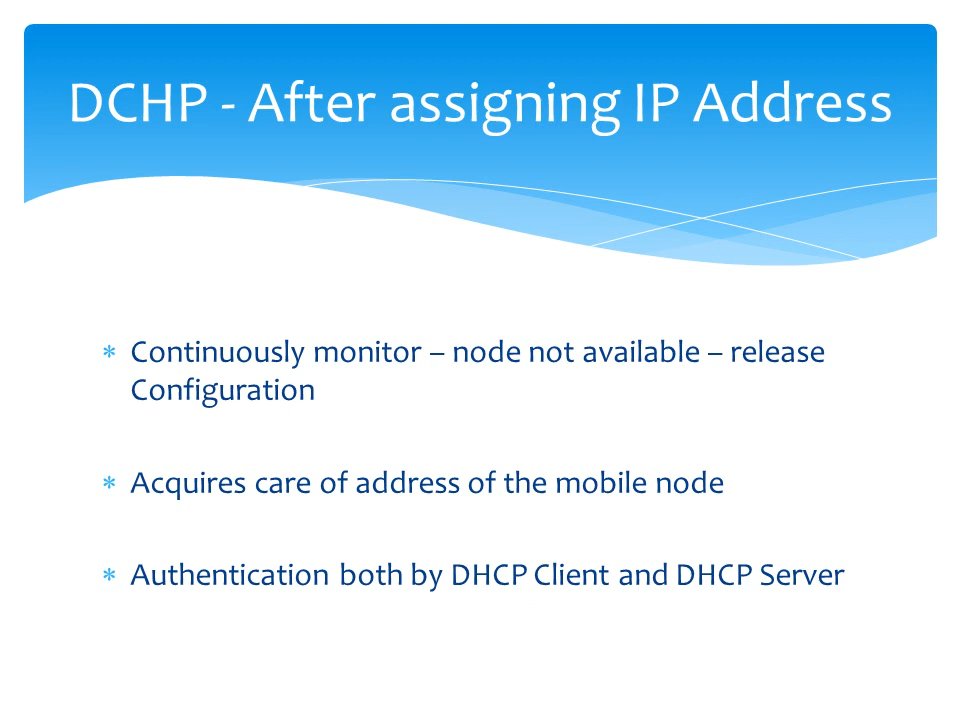 DCHP - After assigning IP Address
* Continuously monitor – node not available – release
Configuration
* Acquires care of address of the mobile node
* Authentication both by DHCP Client and DHCP Server